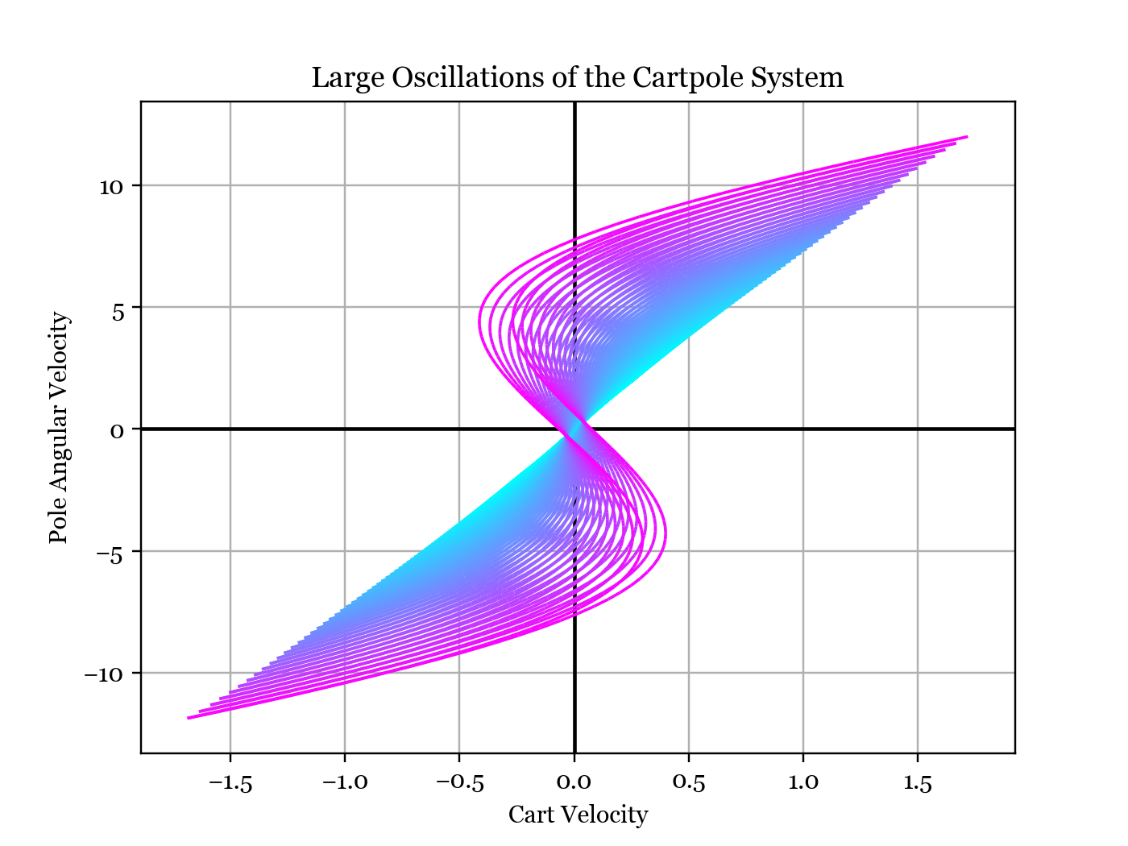 Large Oscillations of the Cartpole System
10
5
0
−5
−10
Pole Angular Velocity
−1.5 −1.0 −0.5 0.0 0.5 1.0 1.5
Cart Velocity